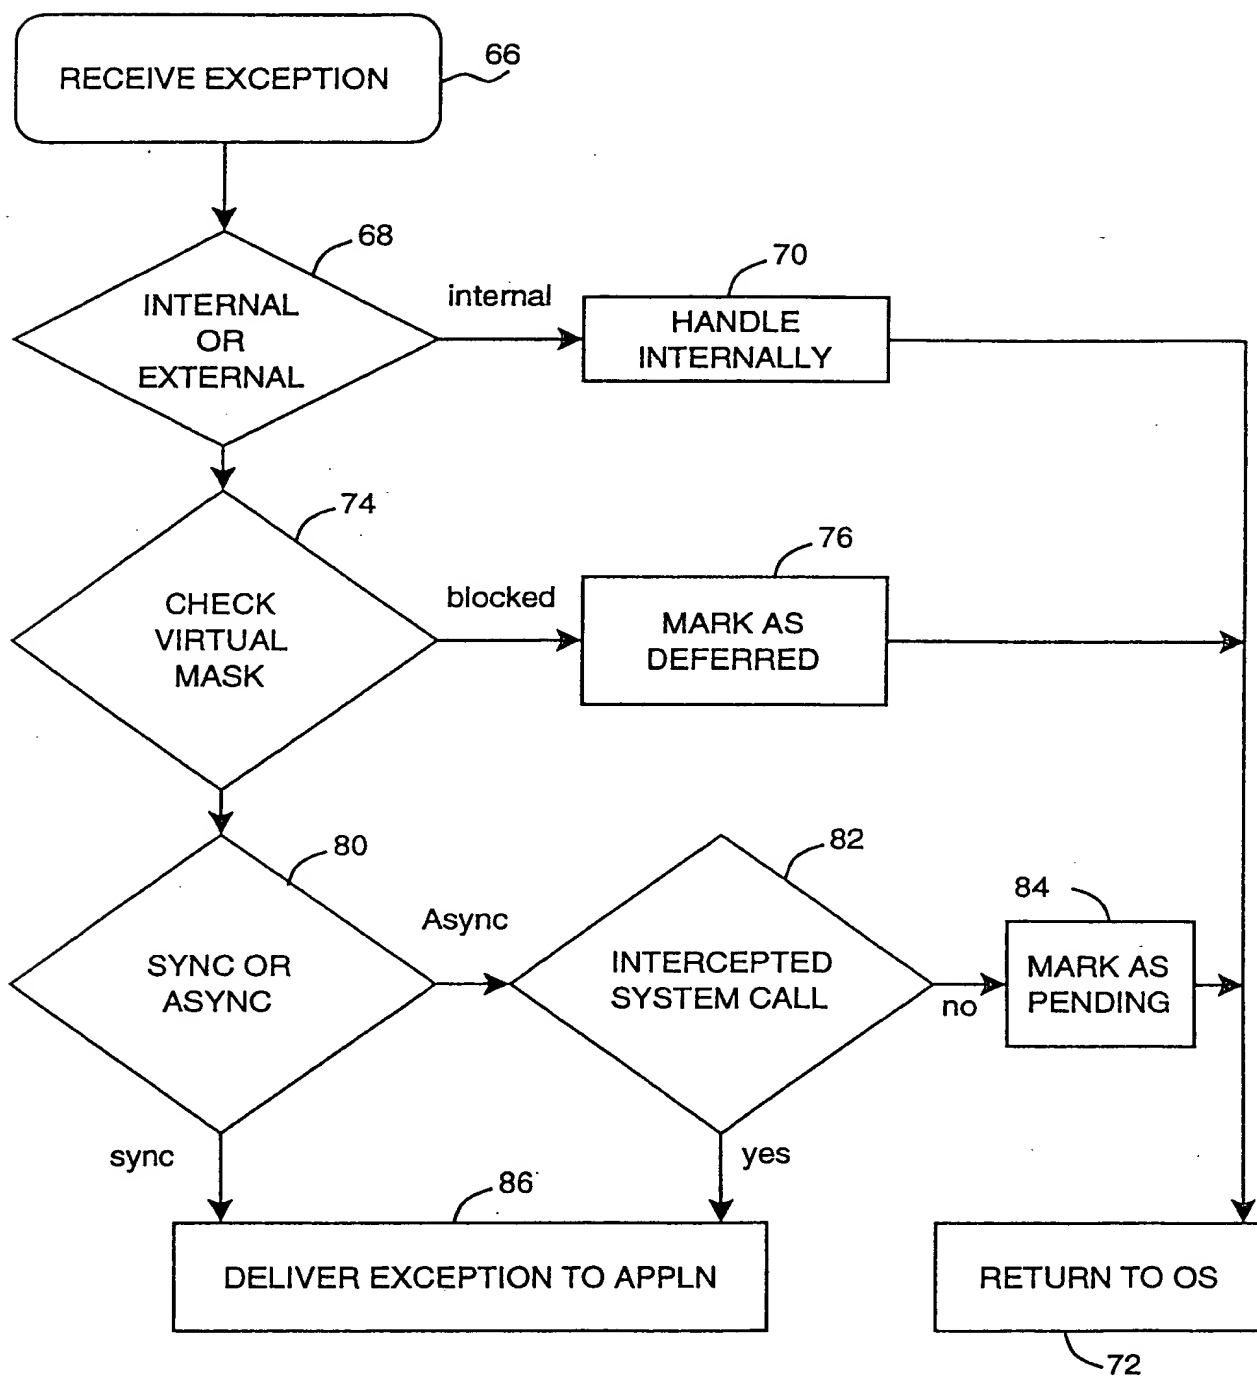 RECEIVE EXCEPTION
66
68
INTERNAL
OR
EXTERNAL
internal
70
HANDLE
INTERNALLY
74
CHECK
VIRTUAL
MASK
blocked
76
MARK AS
DEFERRED
80
SYNC OR
ASYNC
Async
82
INTERCEPTED
SYSTEM CALL
no
84
MARK AS
PENDING
sync
yes
86
DELIVER EXCEPTION TO APPLN
RETURN TO OS
72